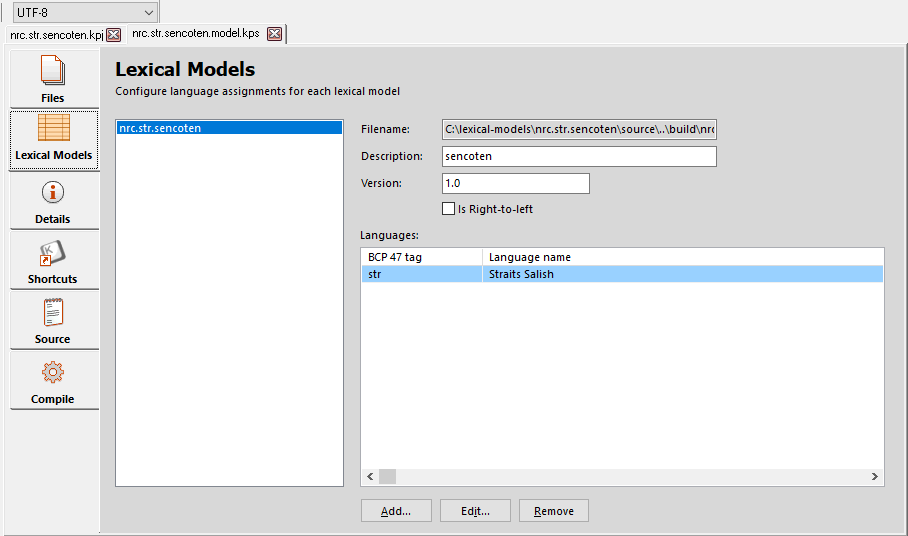 UTF-8
nrc.str.sencoten.kpj nrc.str.sencoten.model.kps
Files
Lexical Models
Details
Shortcuts
Source
Compile
Lexical Models
Configure language assignments for each lexical model
nrc.str.sencoten
Filename: C:\lexical-models\nrc.str.sencoten\source\..\build\nrc
Description: sencoten
Version: 1.0
Is Right-to-left
Languages:
BCP 47 tag Language name
str Straits Salish
Add... Edit... Remove